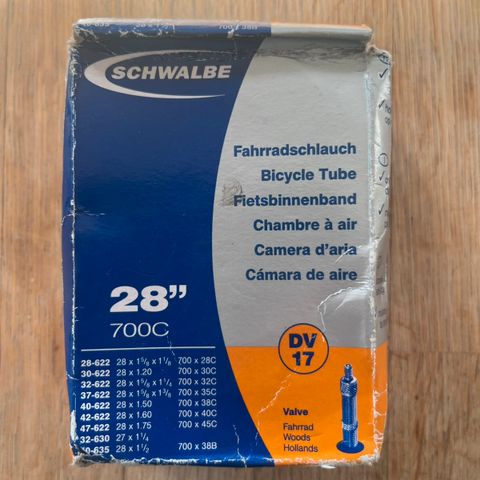 SCHWALBE
Fahrradschlauch
Bicycle Tube
Fietsbinnenband
Chambre à air
Camera d'aria
Cámara de aire
28"
700C
DV
17
28-622 28 x 1⁵/₈ x 1¹/₈ 700 x 28C
30-622 28 x 1.20 700 x 30C
32-622 28 x 1⁵/₈ x 1¹/₄ 700 x 32C
37-622 28 x 1⁵/₈ x 1³/₈ 700 x 35C
40-622 28 x 1.50 700 x 38C
42-622 28 x 1.60 700 x 40C
47-622 28 x 1.75 700 x 45C
32-630 27 x 1¹/₄
40-635 28 x 1¹/₂ 700 x 38B
Valve
Fahrrad
Woods
Hollands